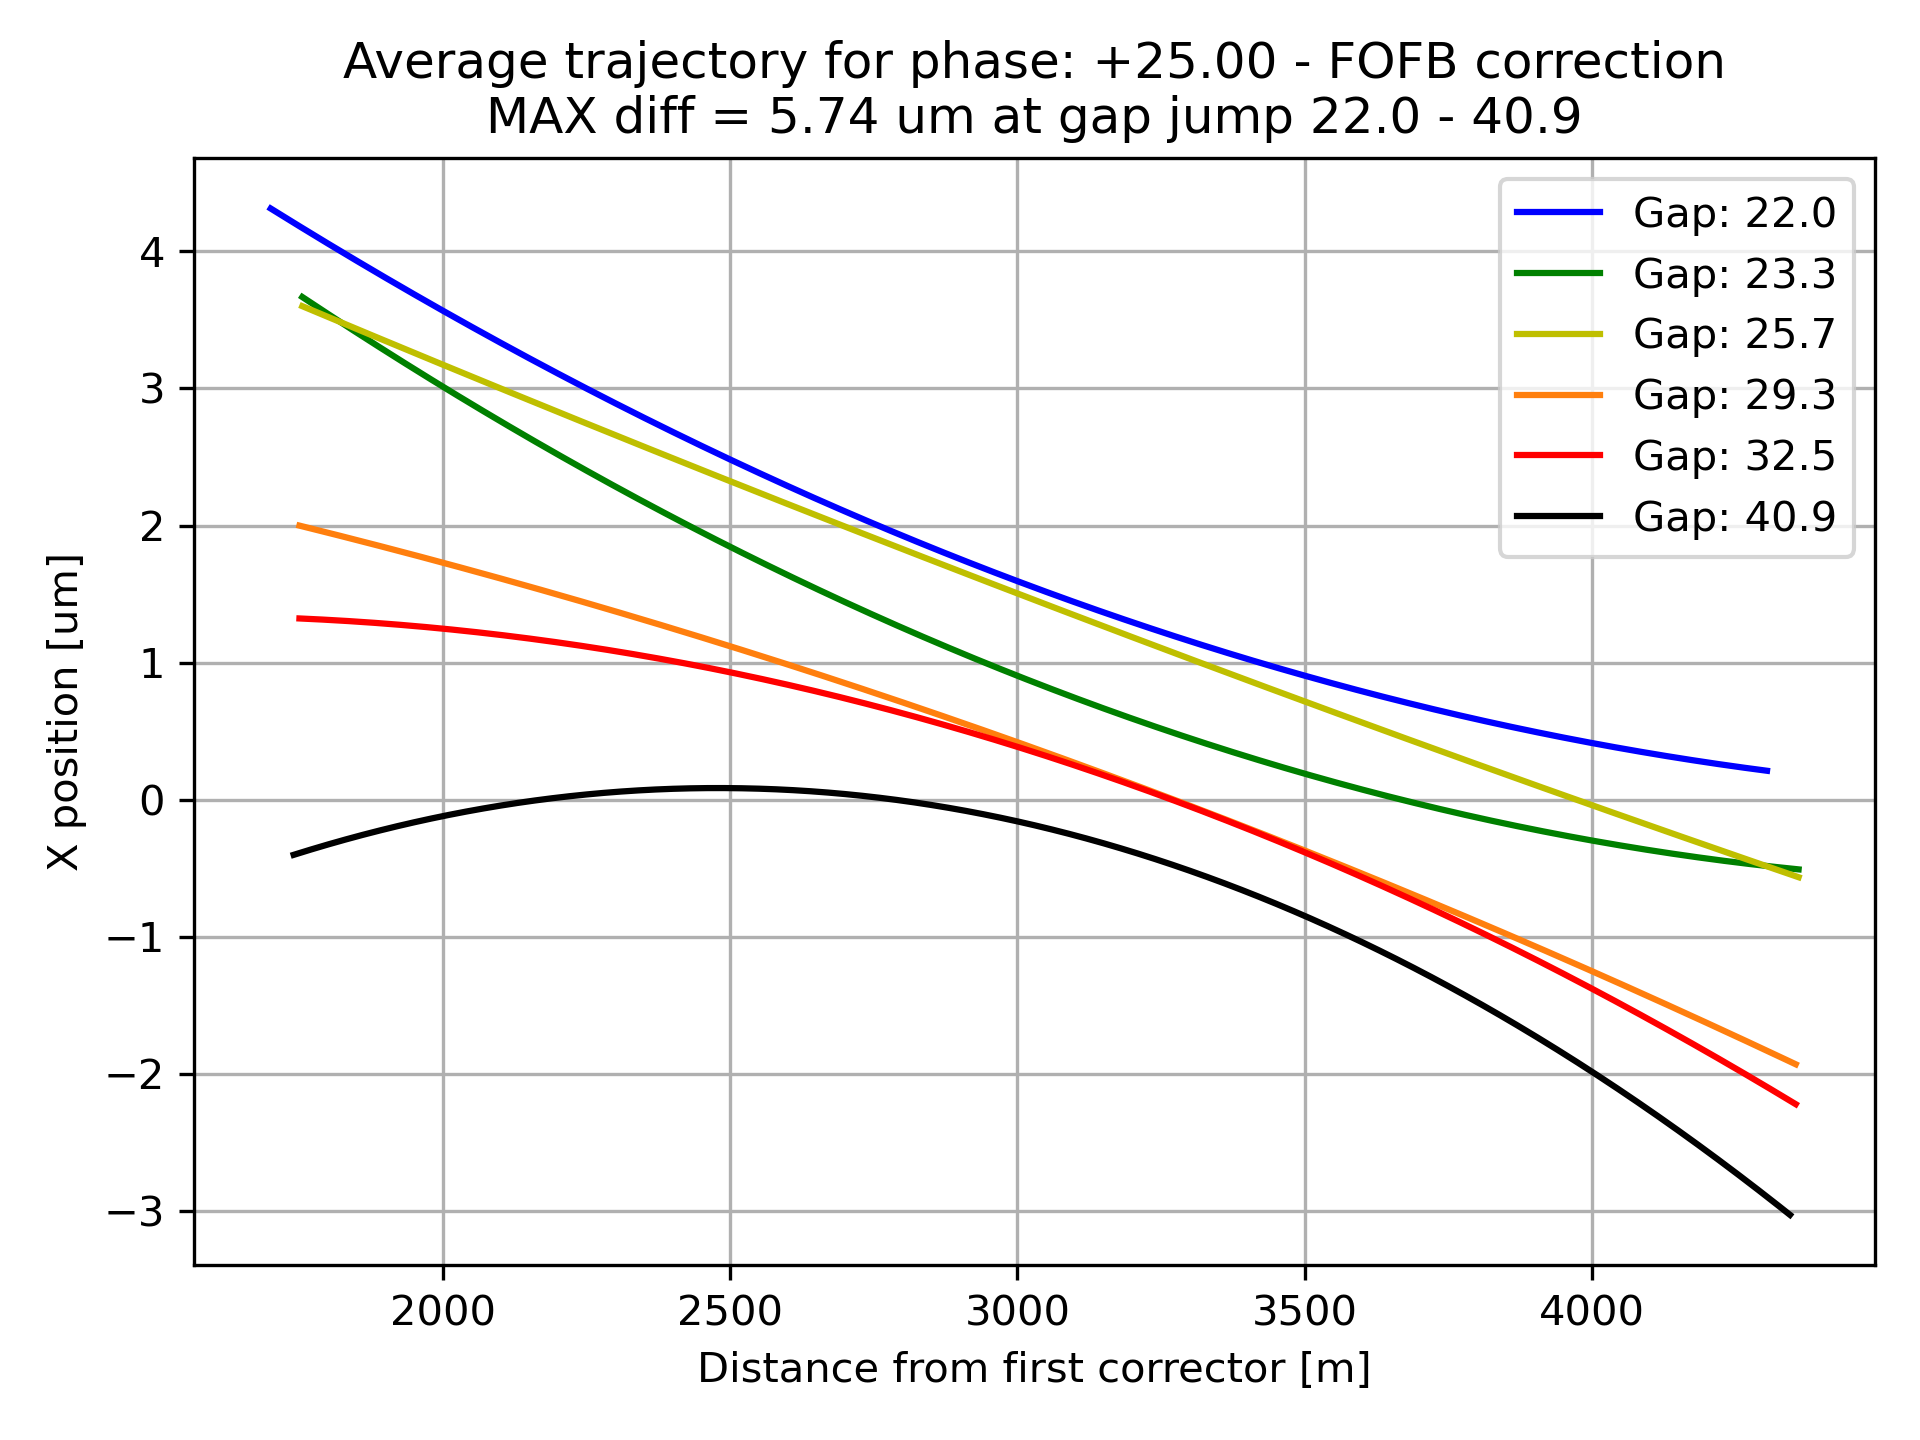 Average trajectory for phase: +25.00 - FOFB correction
MAX diff = 5.74 um at gap jump 22.0 - 40.9
Gap: 22.0
Gap: 23.3
Gap: 25.7
Gap: 29.3
Gap: 32.5
Gap: 40.9
X position [um]
4
3
2
1
0
−1
−2
−3
2000 2500 3000 3500 4000
Distance from first corrector [m]